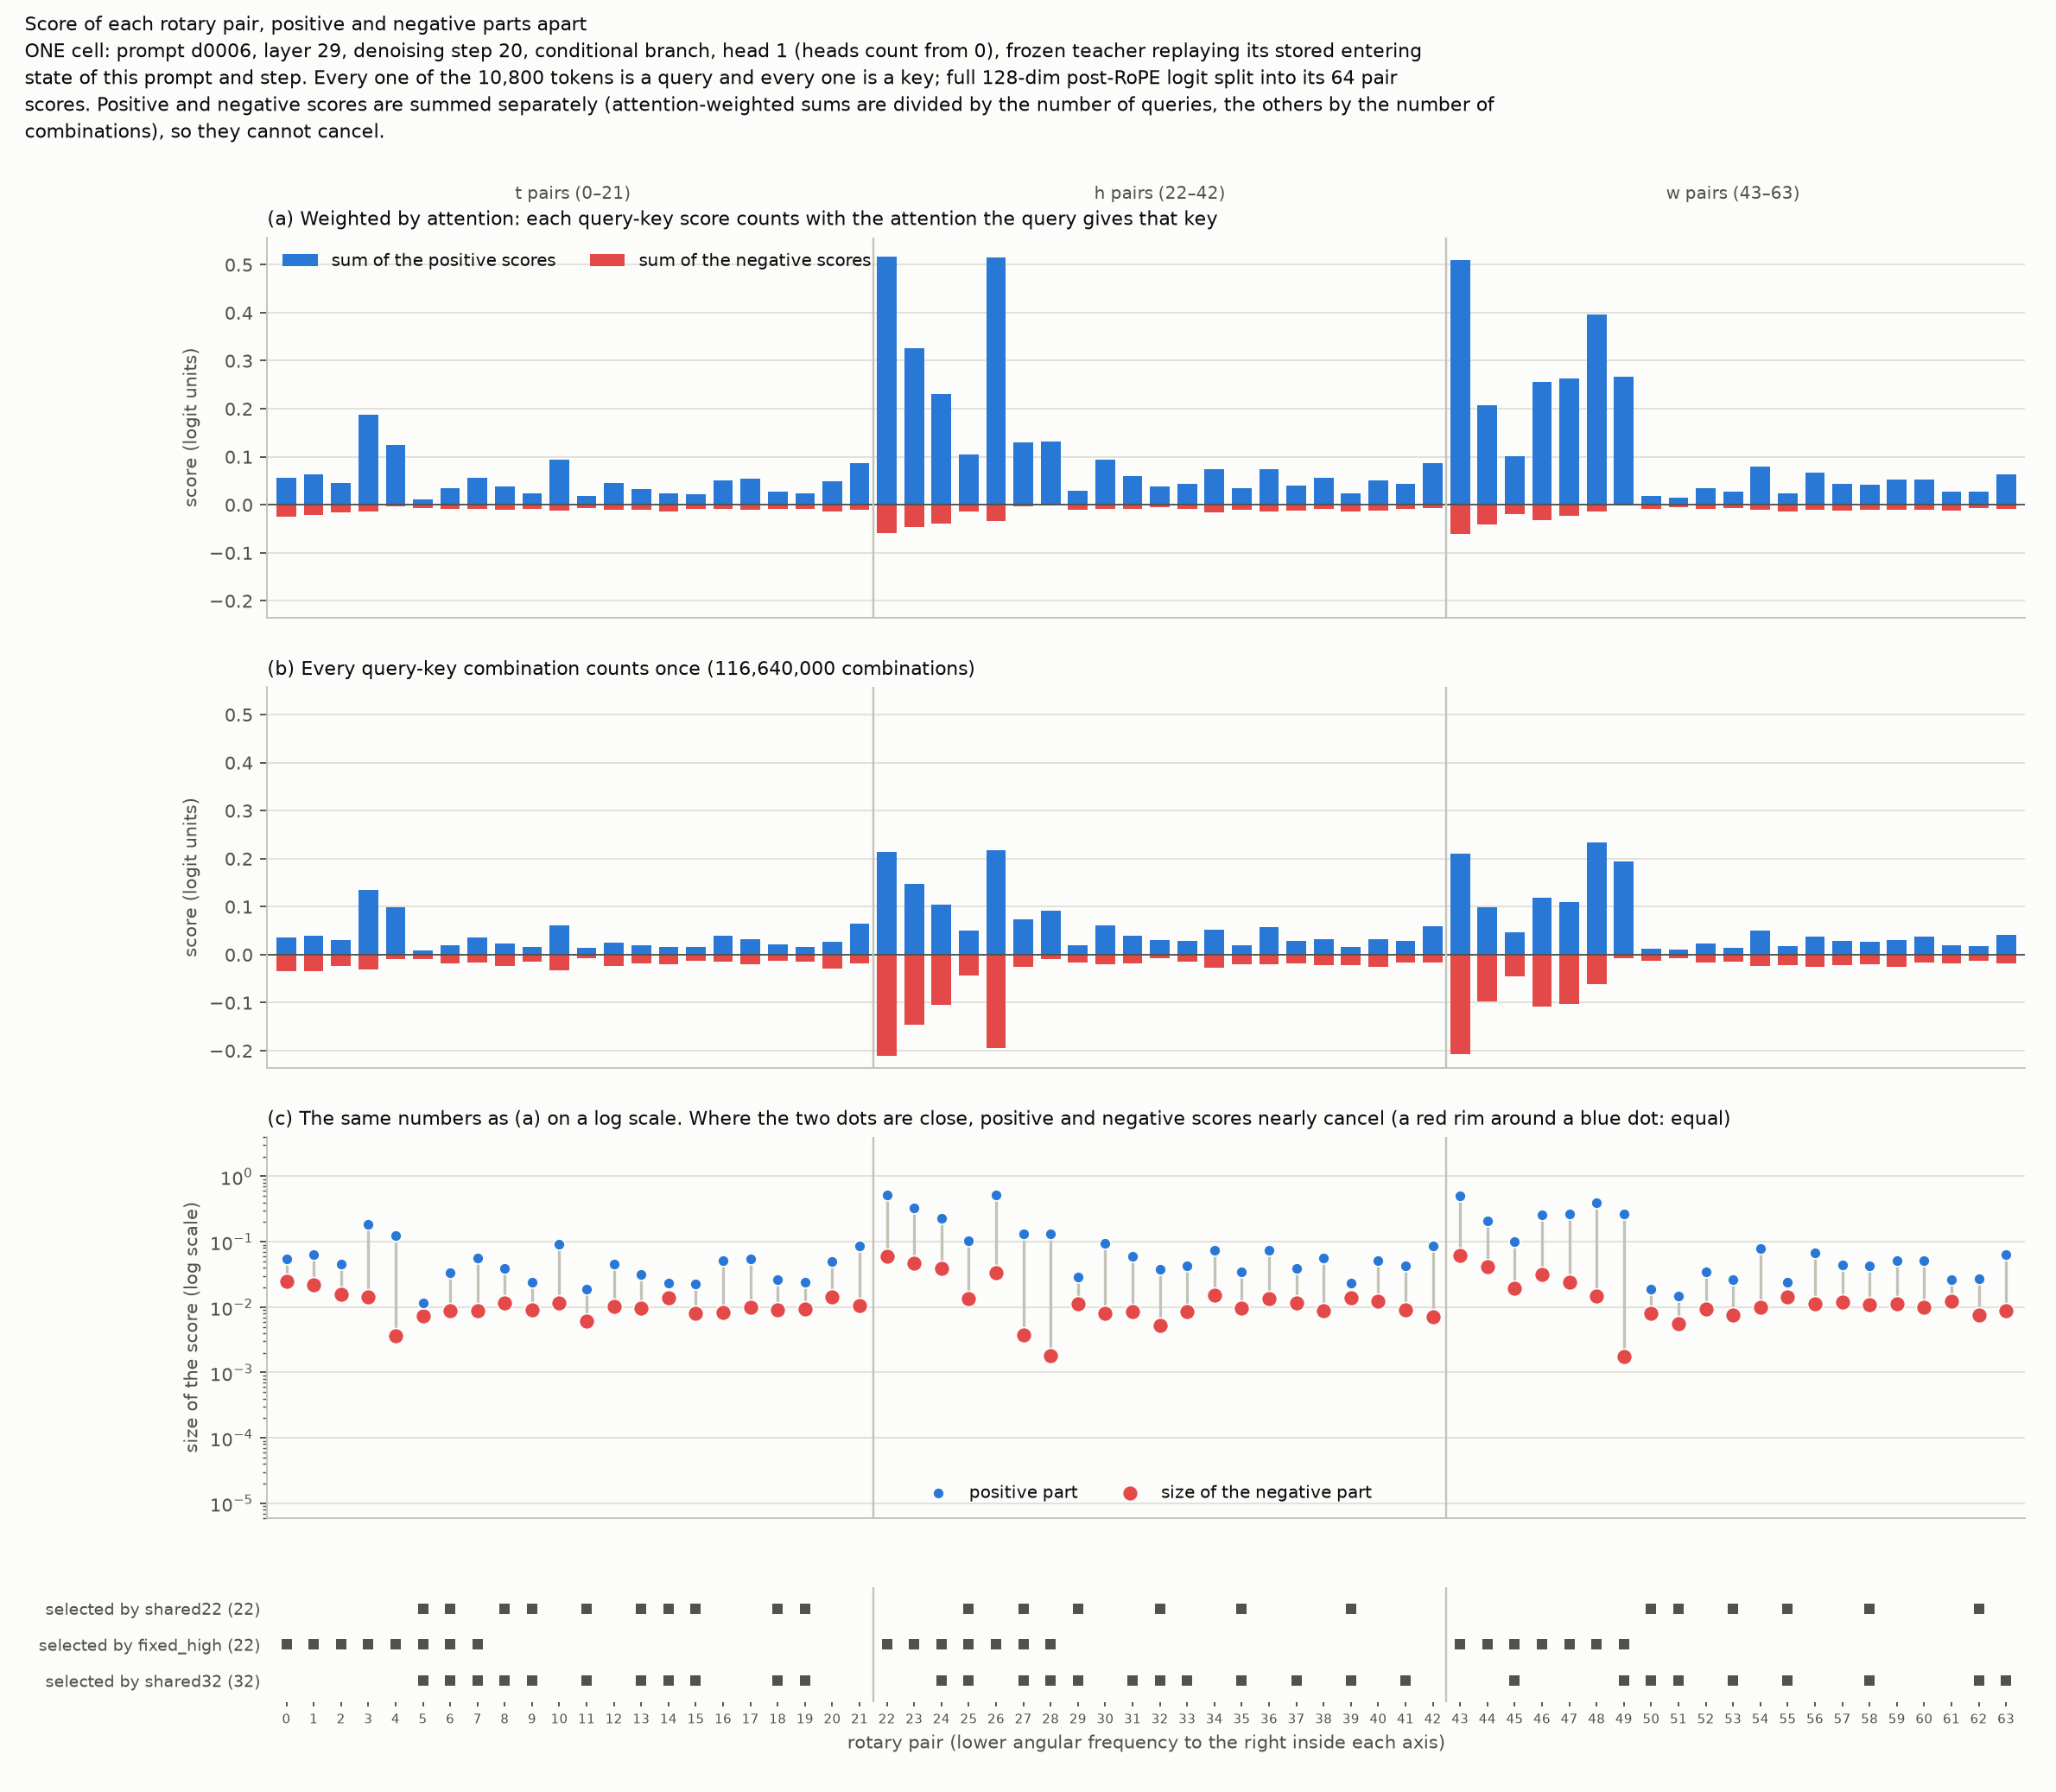 Score of each rotary pair, positive and negative parts apart
ONE cell: prompt d0006, layer 29, denoising step 20, conditional branch, head 1 (heads count from 0), frozen teacher replaying its stored entering
state of this prompt and step. Every one of the 10,800 tokens is a query and every one is a key; full 128-dim post-RoPE logit split into its 64 pair
scores. Positive and negative scores are summed separately (attention-weighted sums are divided by the number of queries, the others by the number of
combinations), so they cannot cancel.
t pairs (0–21) h pairs (22–42) w pairs (43–63)
(a) Weighted by attention: each query-key score counts with the attention the query gives that key
sum of the positive scores sum of the negative scores
score (logit units)
0.5
0.4
0.3
0.2
0.1
0.0
−0.1
−0.2
(b) Every query-key combination counts once (116,640,000 combinations)
score (logit units)
0.5
0.4
0.3
0.2
0.1
0.0
−0.1
−0.2
(c) The same numbers as (a) on a log scale. Where the two dots are close, positive and negative scores nearly cancel (a red rim around a blue dot: equal)
size of the score (log scale)
10⁰
10⁻¹
10⁻²
10⁻³
10⁻⁴
10⁻⁵
positive part size of the negative part
selected by shared22 (22)
selected by fixed_high (22)
selected by shared32 (32)
0 1 2 3 4 5 6 7 8 9 10 11 12 13 14 15 16 17 18 19 20 21 22 23 24 25 26 27 28 29 30 31 32 33 34 35 36 37 38 39 40 41 42 43 44 45 46 47 48 49 50 51 52 53 54 55 56 57 58 59 60 61 62 63
rotary pair (lower angular frequency to the right inside each axis)